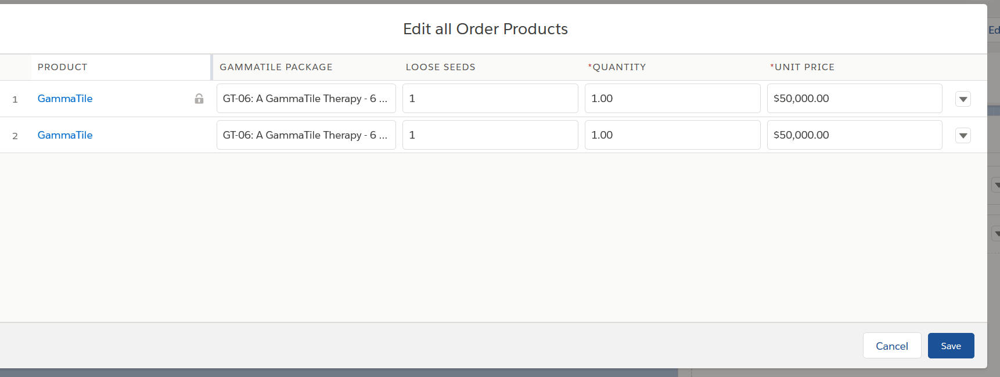 Edit all Order Products
Ed
PRODUCT GAMMATILE PACKAGE LOOSE SEEDS *QUANTITY *UNIT PRICE
1 GammaTile GT-06: A GammaTile Therapy - 6 ... 1 1.00 $50,000.00
2 GammaTile GT-06: A GammaTile Therapy - 6 ... 1 1.00 $50,000.00
Cancel Save